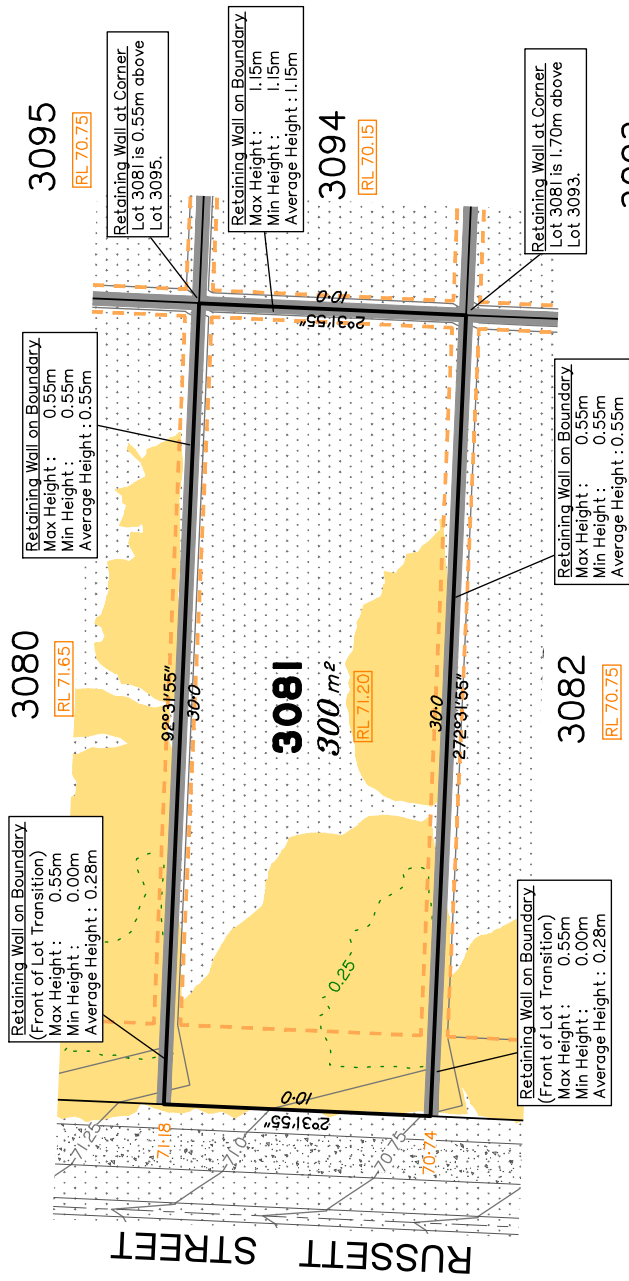 3095
RL 70.75
Retaining Wall at Corner
Lot 3081 is 0.55m above
Lot 3095.
Retaining Wall on Boundary
Max Height : 1.15m
Min Height : 1.15m
Average Height : 1.15m
3094
RL 70.15
Retaining Wall at Corner
Lot 3081 is 1.70m above
Lot 3093.
Retaining Wall on Boundary
Max Height : 0.55m
Min Height : 0.55m
Average Height : 0.55m
10·0
2°31'55"
Retaining Wall on Boundary
Max Height : 0.55m
Min Height : 0.55m
Average Height : 0.55m
3080
RL 71.65
92°31'55"
30·0
3081
300 m²
RL 71.20
30·0
272°31'55"
3082
RL 70.75
Retaining Wall on Boundary
(Front of Lot Transition)
Max Height : 0.55m
Min Height : 0.00m
Average Height : 0.28m
0.25
Retaining Wall on Boundary
(Front of Lot Transition)
Max Height : 0.55m
Min Height : 0.00m
Average Height : 0.28m
10·0
2°31'55"
71.18
70.74
71.25
71.0
70.75
RUSSETT STREET